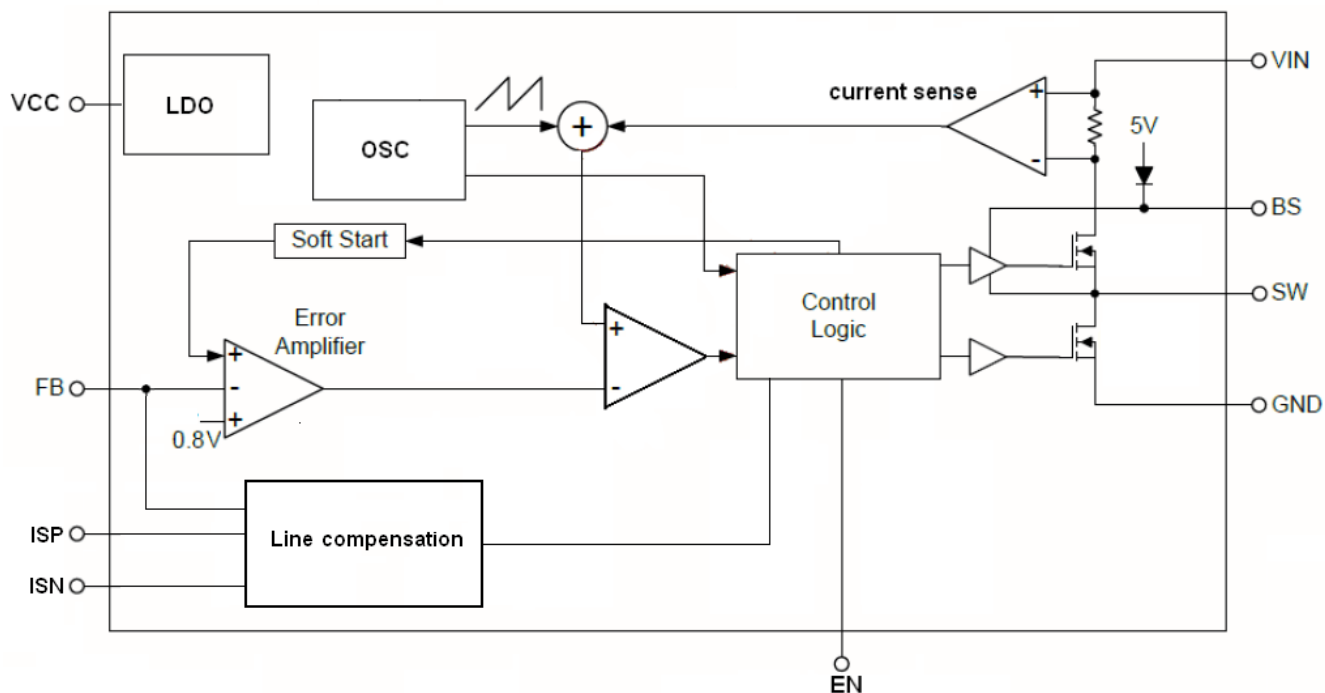 VIN
current sense
+
-
VCC
LDO
OSC
+
5V
BS
Soft Start
SW
Control
Logic
Error
Amplifier
+
-
+
0.8V
+
-
FB
GND
ISP
Line compensation
ISN
EN